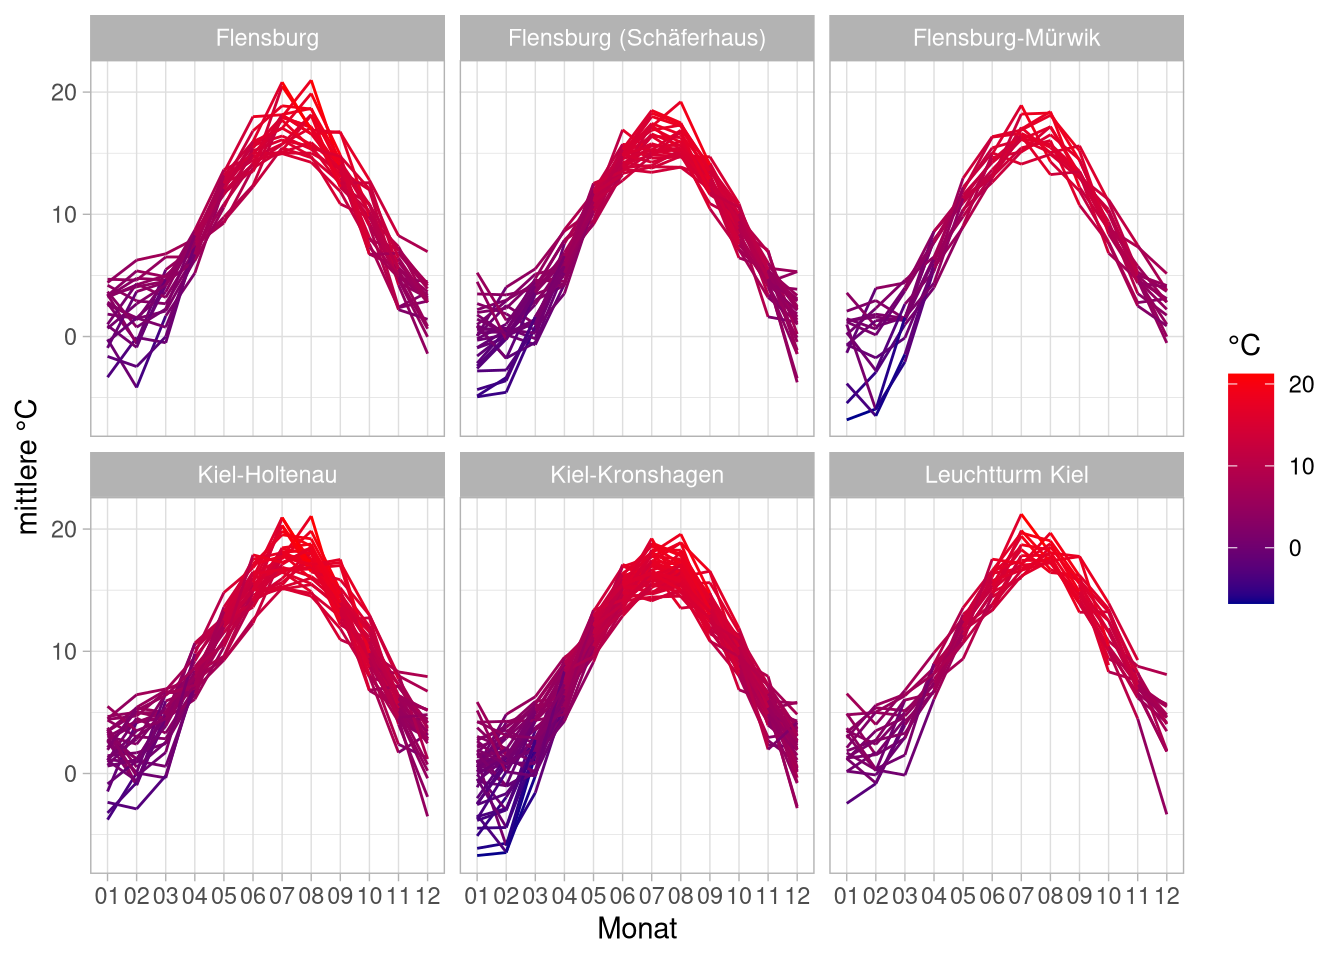 Flensburg
Flensburg (Schäferhaus)
Flensburg-Mürwik
20
10
0
Kiel-Holtenau
Kiel-Kronshagen
Leuchtturm Kiel
20
10
0
mittlere °C
01 02 03 04 05 06 07 08 09 10 11 12
01 02 03 04 05 06 07 08 09 10 11 12
01 02 03 04 05 06 07 08 09 10 11 12
Monat
°C
20
10
0